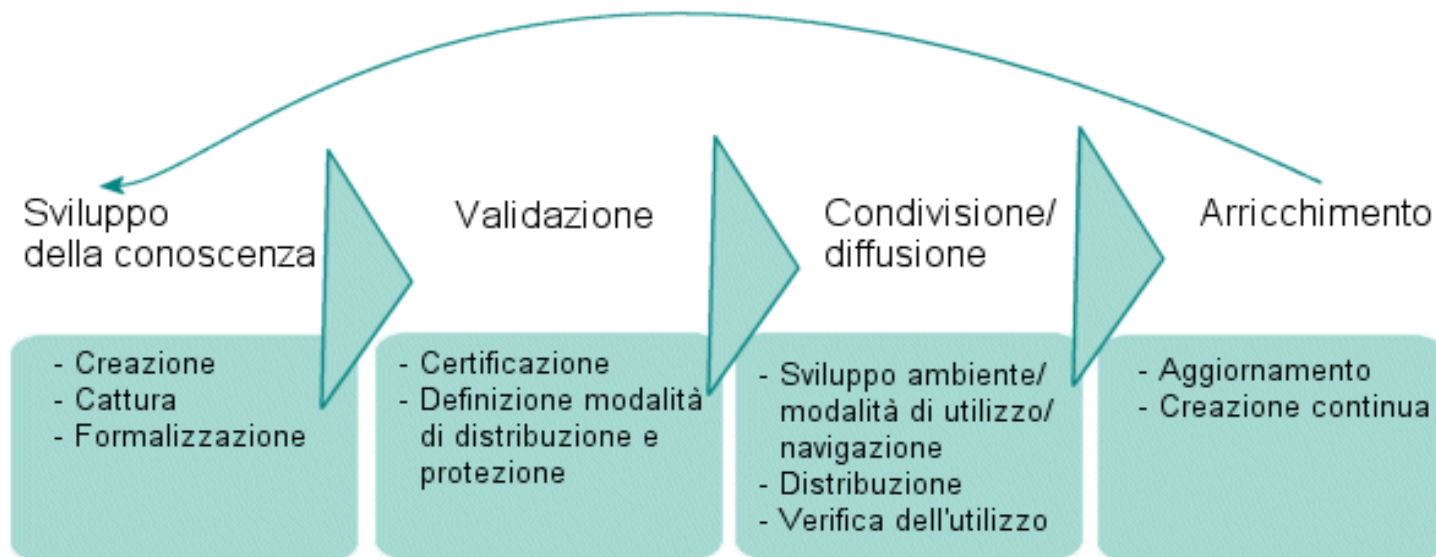 Sviluppo
della conoscenza
Validazione
Condivisione/
diffusione
Arricchimento
- Creazione
- Cattura
- Formalizzazione
- Certificazione
- Definizione modalità
di distribuzione e
protezione
- Sviluppo ambiente/
modalità di utilizzo/
navigazione
- Distribuzione
- Verifica dell'utilizzo
- Aggiornamento
- Creazione continua